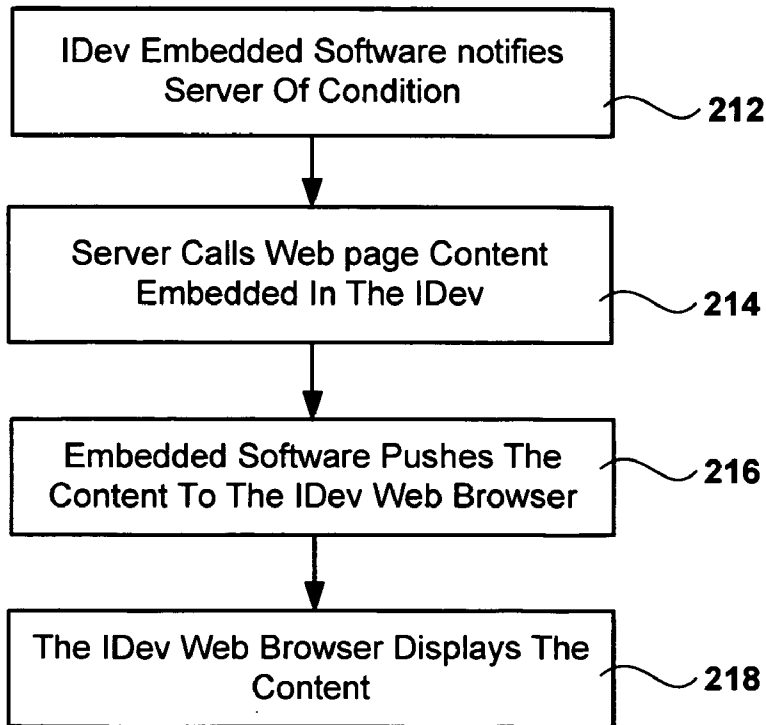 IDev Embedded Software notifies
Server Of Condition
212
Server Calls Web page Content
Embedded In The IDev
214
Embedded Software Pushes The
Content To The IDev Web Browser
216
The IDev Web Browser Displays The
Content
218